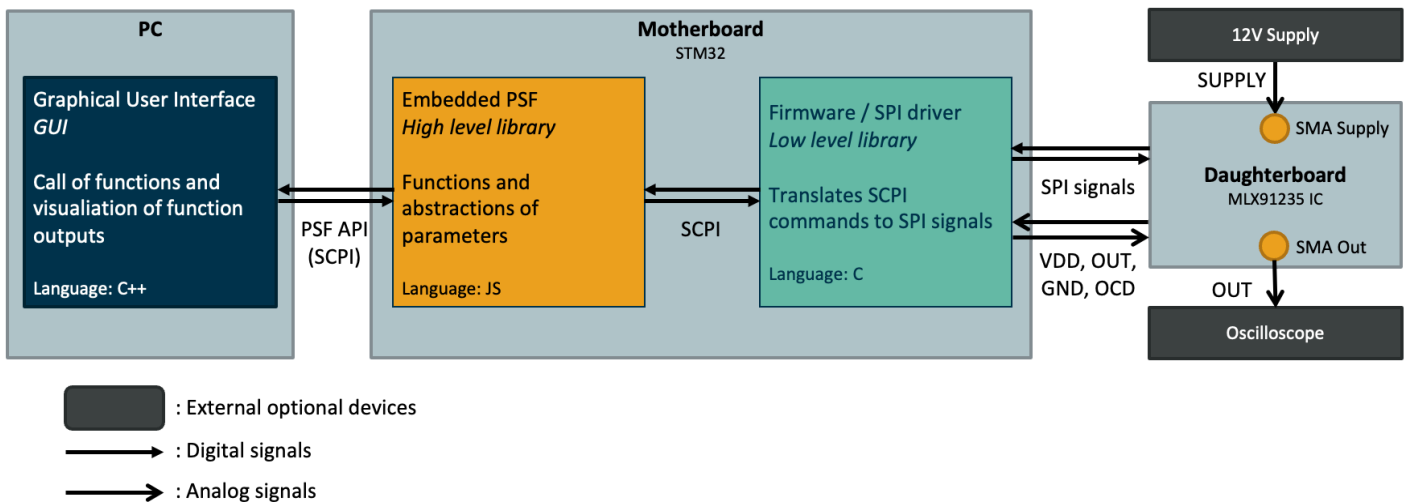 PC
Graphical User Interface
GUI
Call of functions and
visualiation of function
outputs
Language: C++
PSF API
(SCPI)
Motherboard
STM32
Embedded PSF
High level library
Functions and
abstractions of
parameters
Language: JS
SCPI
Firmware / SPI driver
Low level library
Translates SCPI
commands to SPI signals
Language: C
SPI signals
VDD, OUT,
GND, OCD
12V Supply
SUPPLY
SMA Supply
Daughterboard
MLX91235 IC
SMA Out
OUT
Oscilloscope
: External optional devices
: Digital signals
: Analog signals